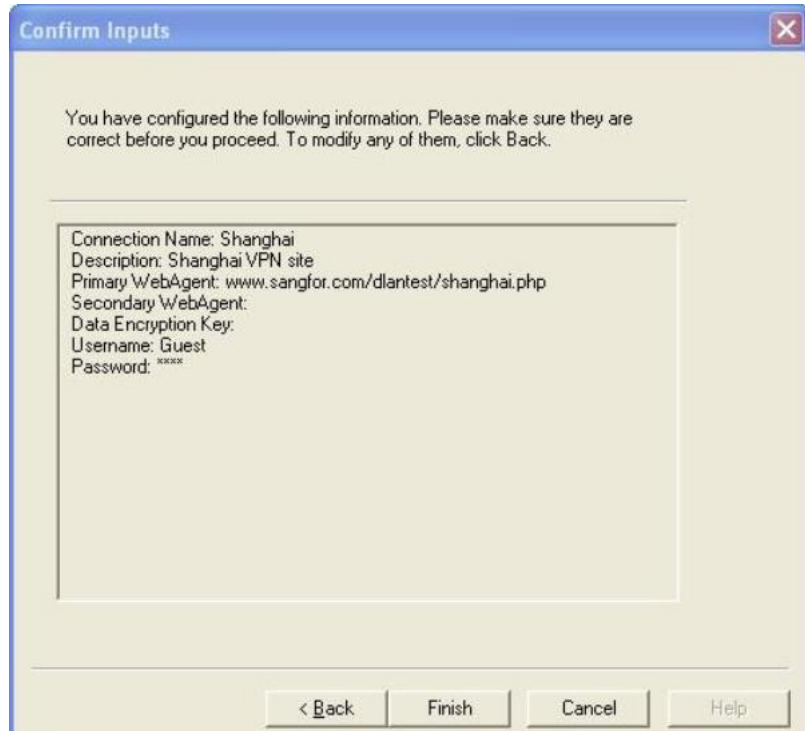 Confirm Inputs
You have configured the following information. Please make sure they are
correct before you proceed. To modify any of them, click Back.
Connection Name: Shanghai
Description: Shanghai VPN site
Primary WebAgent: www.sangfor.com/dlantest/shanghai.php
Secondary WebAgent:
Data Encryption Key:
Username: Guest
Password: ****
< Back
Finish
Cancel
Help